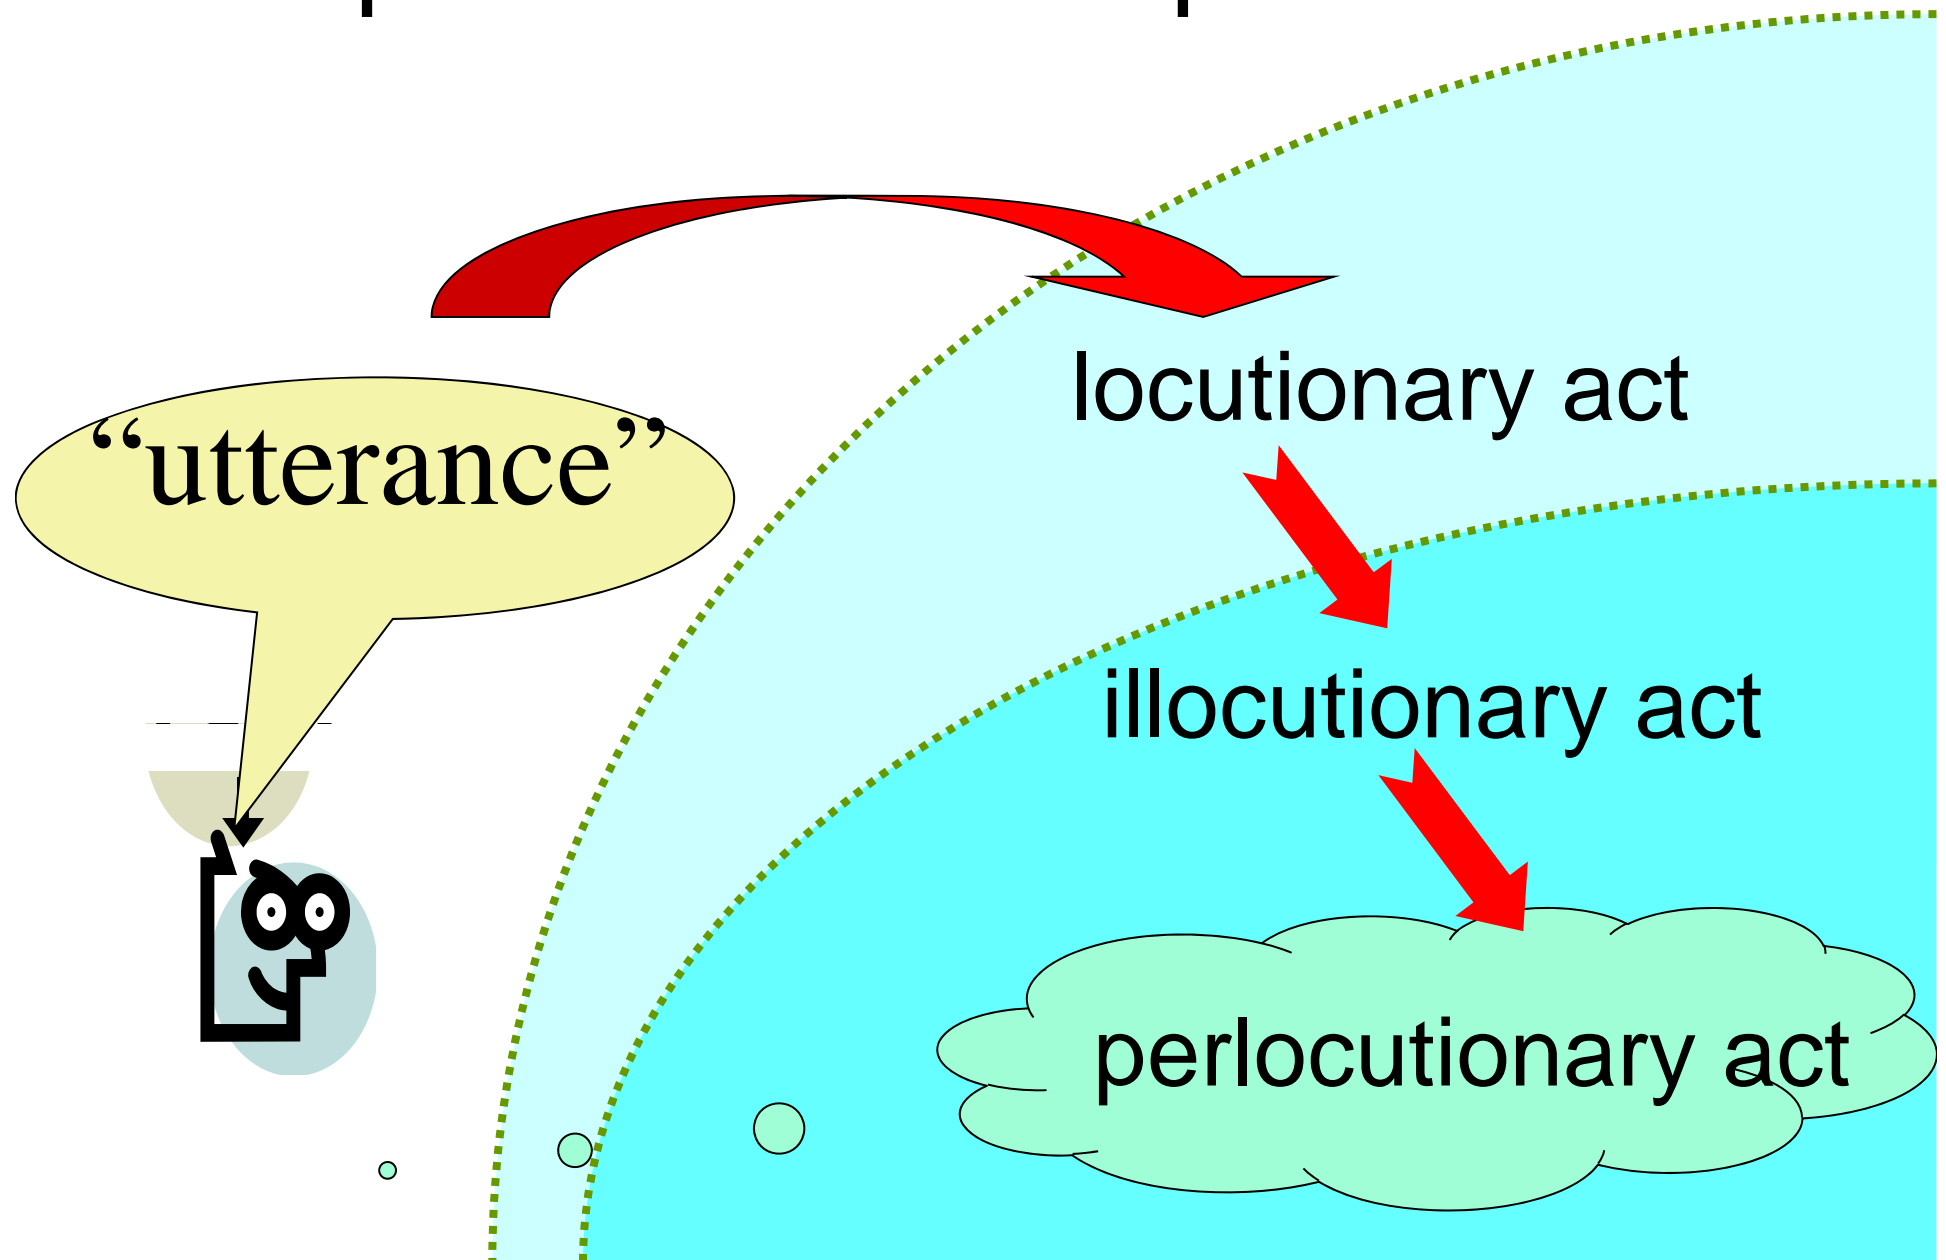 “utterance”
locutionary act
illocutionary act
perlocutionary act